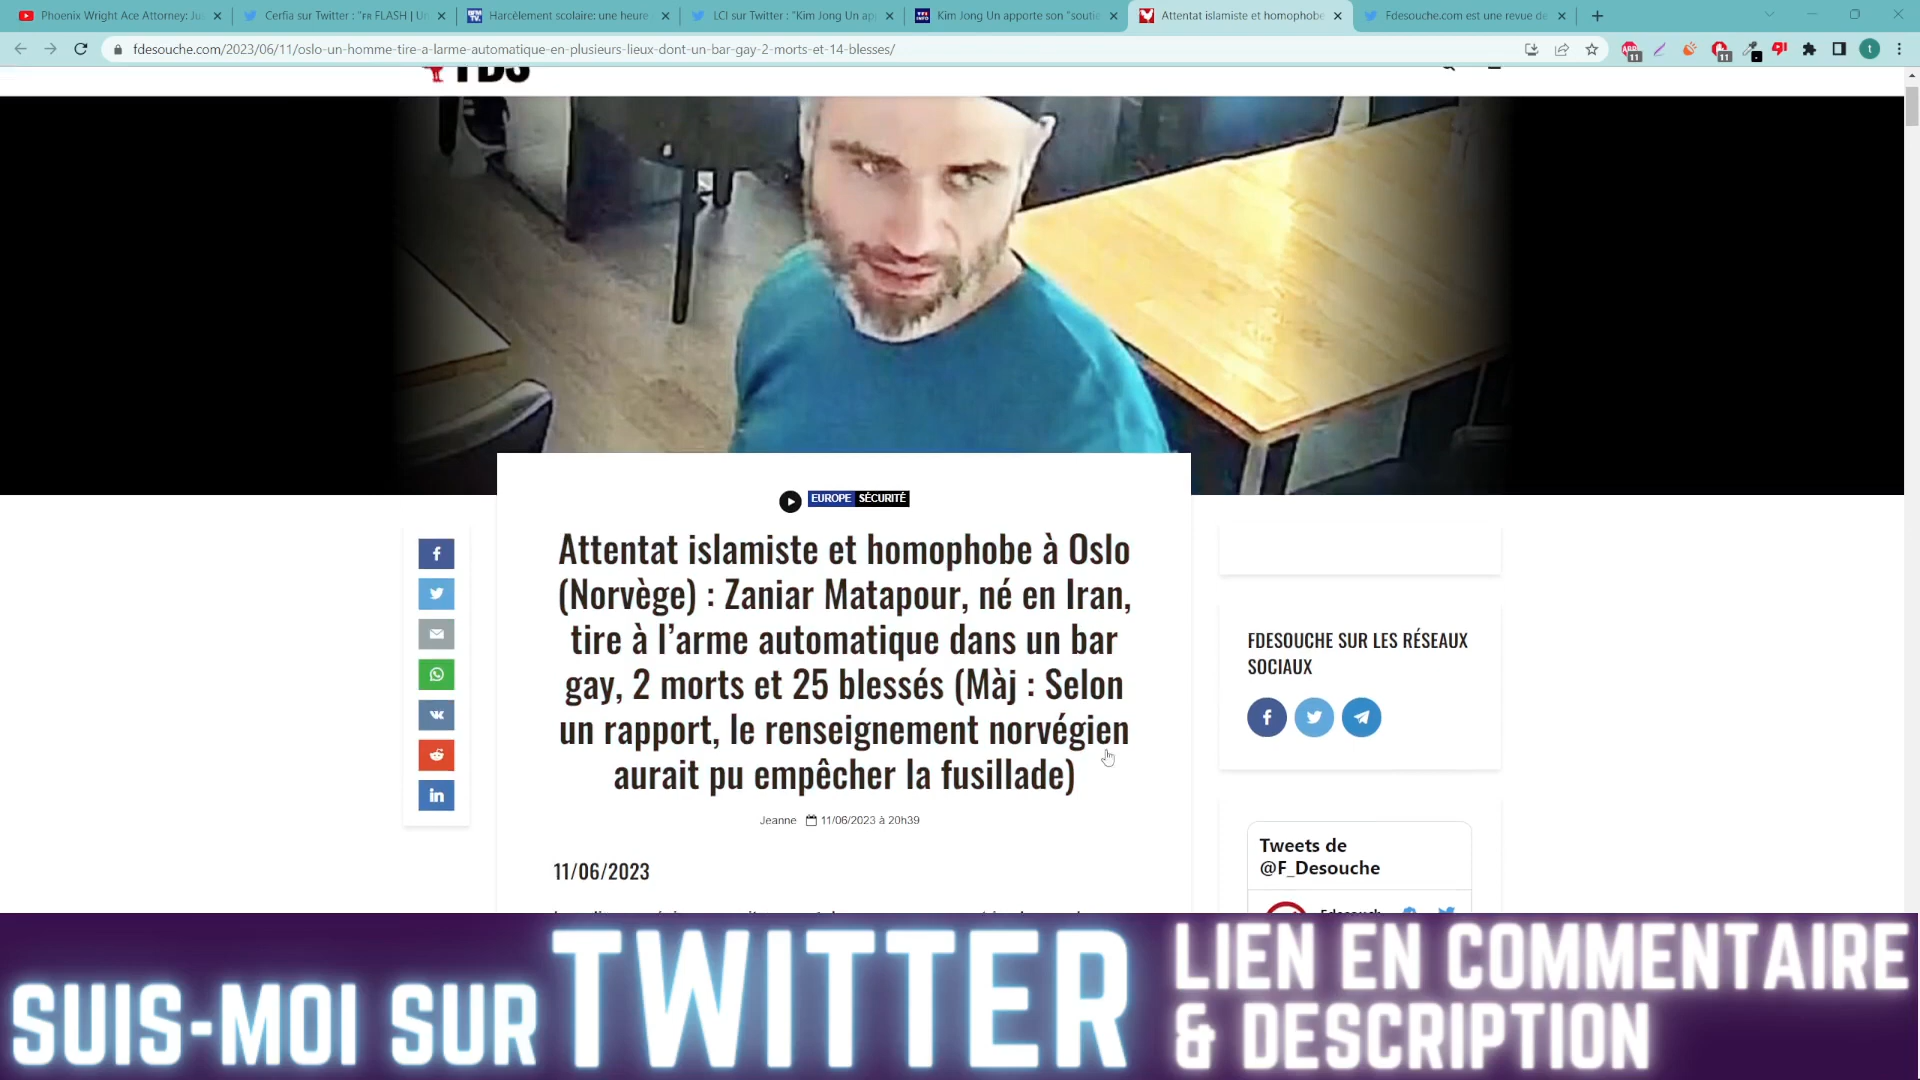 Phoenix Wright Ace Attorney: Ju
Cerfia sur Twitter : "FR FLASH | U
Harcèlement scolaire: une heure
LCI sur Twitter : "Kim Jong Un ap
Kim Jong Un apporte son "soutie
Attentat islamiste et homophobe
Fdesouche.com est une revue de
fdesouche.com/2023/06/11/oslo-un-homme-tire-a-larme-automatique-en-plusieurs-lieux-dont-un-bar-gay-2-morts-et-14-blesses/
11
11
t
FDS
EUROPE SÉCURITÉ
Attentat islamiste et homophobe à Oslo
(Norvège) : Zaniar Matapour, né en Iran,
tire à l'arme automatique dans un bar
gay, 2 morts et 25 blessés (Màj : Selon
un rapport, le renseignement norvégien
aurait pu empêcher la fusillade)
Jeanne 11/06/2023 à 20h39
11/06/2023
FDESOUCHE SUR LES RÉSEAUX
SOCIAUX
Tweets de
@F_Desouche
SUIS-MOI SUR TWITTER
LIEN EN COMMENTAIRE
& DESCRIPTION